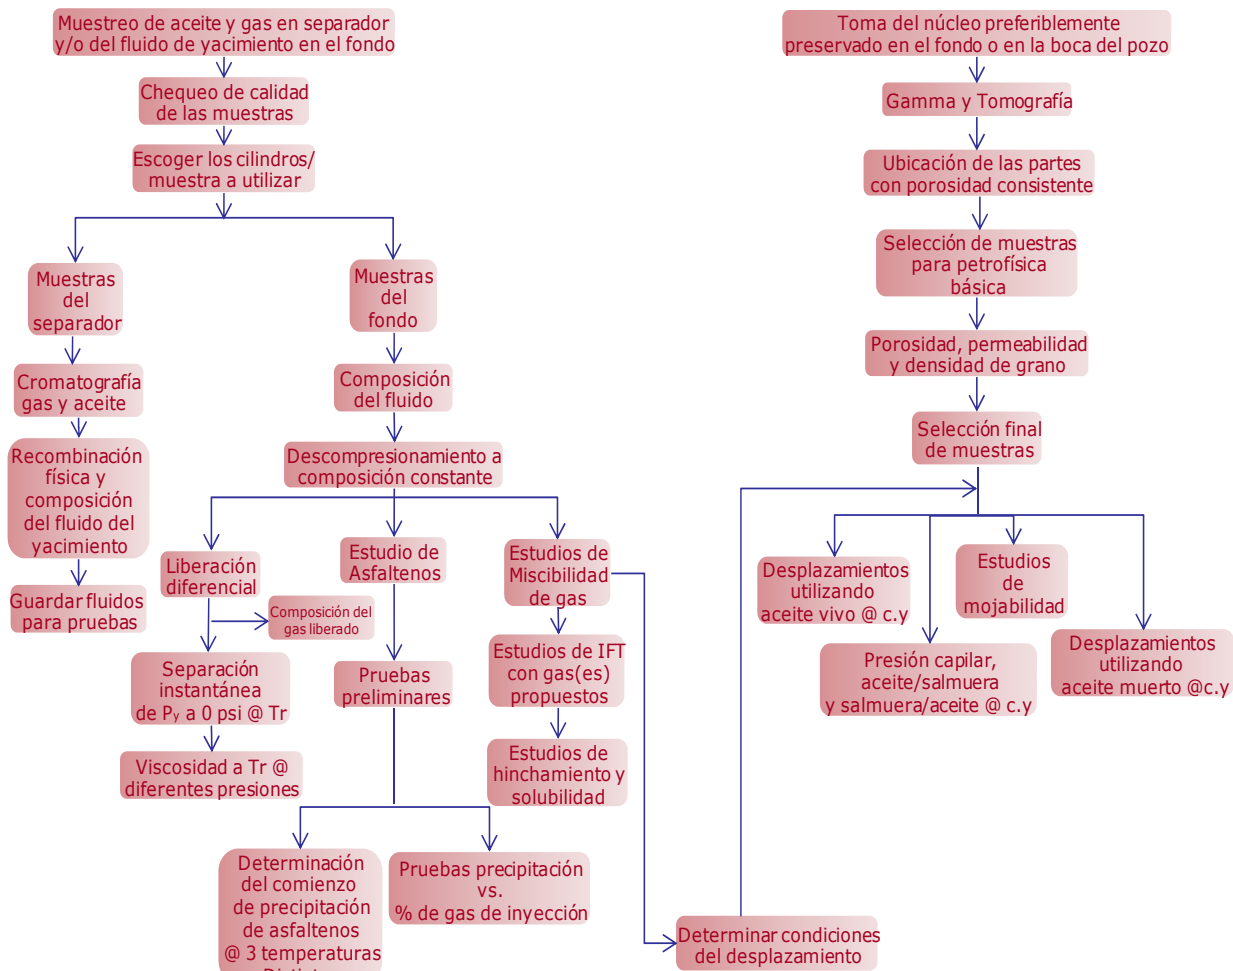 Muestreo de aceite y gas en separador
y/o del fluido de yacimiento en el fondo
Chequeo de calidad
de las muestras
Escoger los cilindros/
muestra a utilizar
Muestras
del
separador
Cromatografía
gas y aceite
Recombinación
física y
composición
del fluido del
yacimiento
Guardar fluidos
para pruebas
Muestras
del
fondo
Composición
del fluido
Descompresionamiento a
composición constante
Liberación
diferencial
Composición del
gas liberado
Separación
instantánea
de Py a 0 psi @ Tr
Viscosidad a Tr @
diferentes presiones
Estudio de
Asfaltenos
Pruebas
preliminares
Determinación
del comienzo
de precipitación
de asfaltenos
@ 3 temperaturas
Pruebas precipitación
vs.
% de gas de inyección
Estudios de
Miscibilidad
de gas
Estudios de IFT
con gas(es)
propuestos
Estudios de
hinchamiento y
solubilidad
Determinar condiciones
del desplazamiento
Toma del núcleo preferiblemente
preservado en el fondo o en la boca del pozo
Gamma y Tomografía
Ubicación de las partes
con porosidad consistente
Selección de muestras
para petrofísica
básica
Porosidad, permeabilidad
y densidad de grano
Selección final
de muestras
Desplazamientos
utilizando
aceite vivo @ c.y
Presión capilar,
aceite/salmuera
y salmuera/aceite @ c.y
Estudios
de
mojabilidad
Desplazamientos
utilizando
aceite muerto @c.y